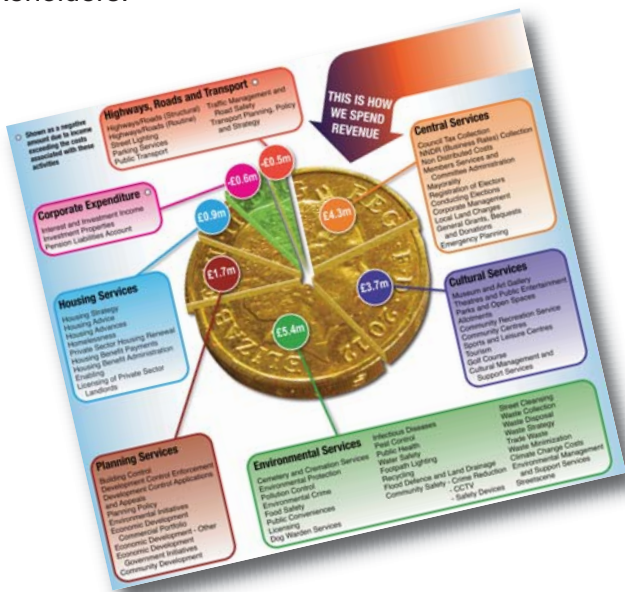 eholders.
Shown as a negative
amount due to income
exceeding the costs
associated with these
activities
Highways, Roads and Transport
Highways/Roads (Structural)
Highways/Roads (Routine)
Street Lighting
Parking Services
Public Transport
Traffic Management and
Road Safety
Transport Planning, Policy
and Strategy
THIS IS HOW
WE SPEND
REVENUE
Central Services
Council Tax Collection
NNDR (Business Rates) Collection
Non Distributed Costs
Members Services and
Committee Administration
Mayorality
Registration of Electors
Conducting Elections
Corporate Management
Local Land Charges
General Grants, Bequests
and Donations
Emergency Planning
Corporate Expenditure
Interest and Investment Income
Investment Properties
Pension Liabilities Account
-£0.6m
-£0.5m
£0.9m
£4.3m
£1.7m
£3.7m
£5.4m
Housing Services
Housing Strategy
Housing Advice
Housing Advances
Homelessness
Private Sector Housing Renewal
Housing Benefit Payments
Housing Benefit Administration
Enabling
Licensing of Private Sector
Landlords
Cultural Services
Museum and Art Gallery
Theatres and Public Entertainment
Parks and Open Spaces
Allotments
Community Recreation Service
Community Centres
Sports and Leisure Centres
Tourism
Golf Course
Cultural Management and
Support Services
Planning Services
Building Control
Development Control Enforcement
Development Control Applications
and Appeals
Planning Policy
Environmental Initiatives
Economic Development
Commercial Portfolio
Economic Development - Other
Economic Development
Government Initiatives
Community Development
Environmental Services
Cemetery and Cremation Services
Environmental Protection
Pollution Control
Environmental Crime
Food Safety
Public Conveniences
Licensing
Dog Warden Services
Infectious Diseases
Pest Control
Public Health
Water Safety
Footpath Lighting
Recycling
Flood Defence and Land Drainage
Community Safety - Crime Reduction
- CCTV
- Safety Devices
Street Cleansing
Waste Collection
Waste Disposal
Waste Strategy
Trade Waste
Waste Minimization
Climate Change Costs
Environmental Management
and Support Services
Streetscene